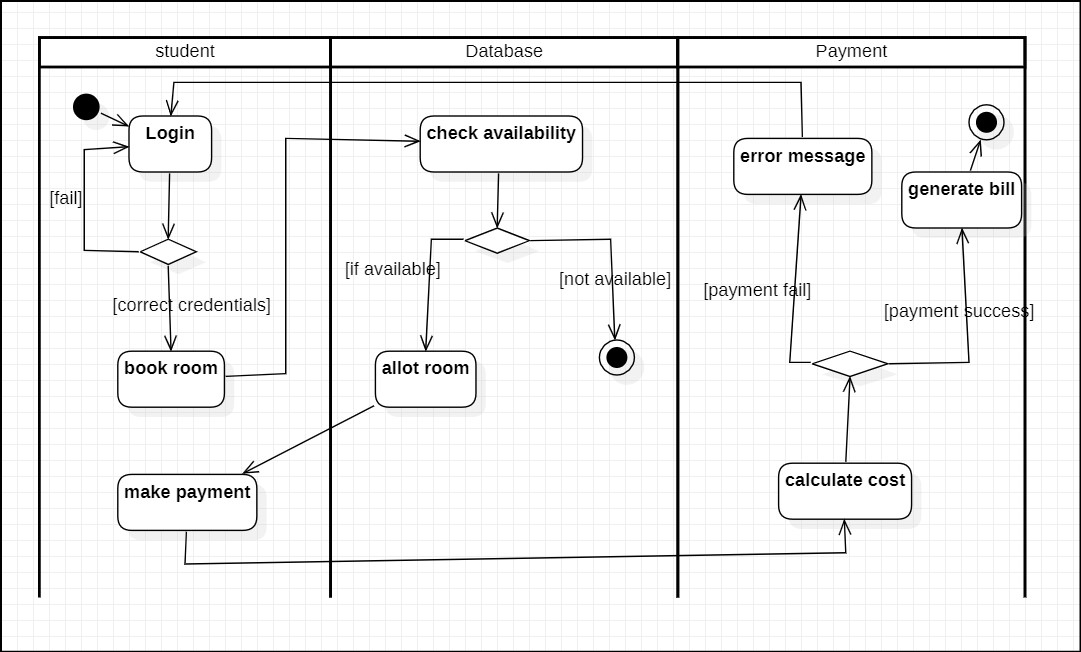 student
Database
Payment
Login
check availability
error message
generate bill
[fail]
[if available]
[not available]
[payment fail]
[correct credentials]
[payment success]
book room
allot room
calculate cost
make payment